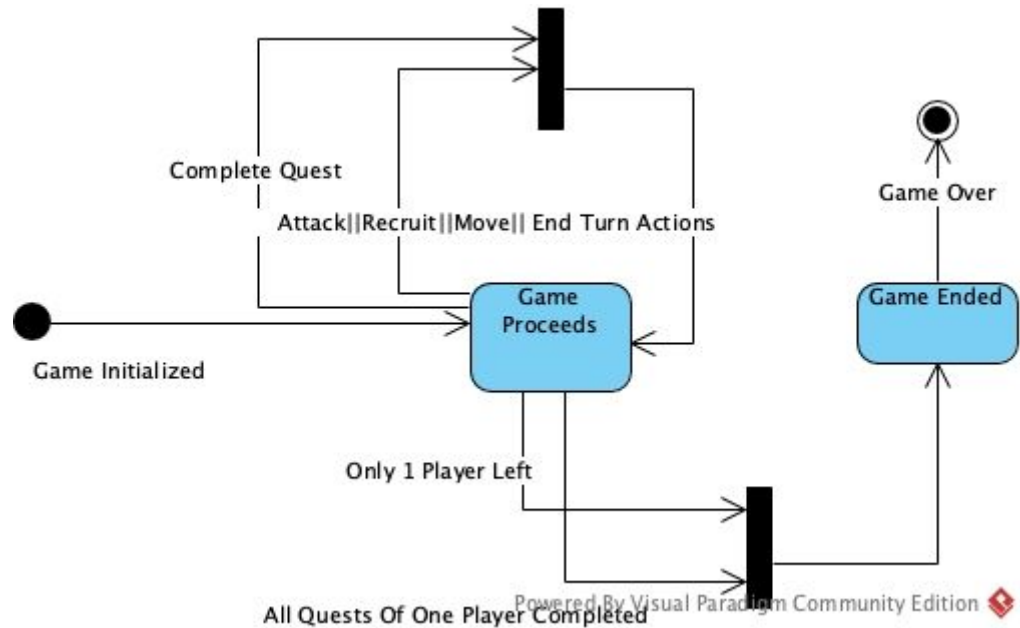 Complete Quest
Game Over
Attack||Recruit||Move|| End Turn Actions
Game
Proceeds
Game Ended
Game Initialized
Only 1 Player Left
Powered By Visual Paradigm Community Edition
All Quests Of One Player Completed